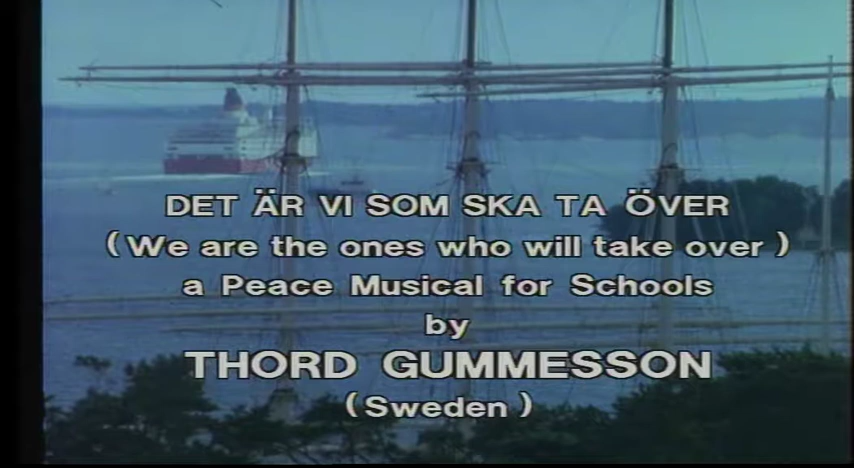 DET ÄR VI SOM SKA TA ÖVER
(We are the ones who will take over)
a Peace Musical for Schools
by
THORD GUMMESSON
(Sweden)